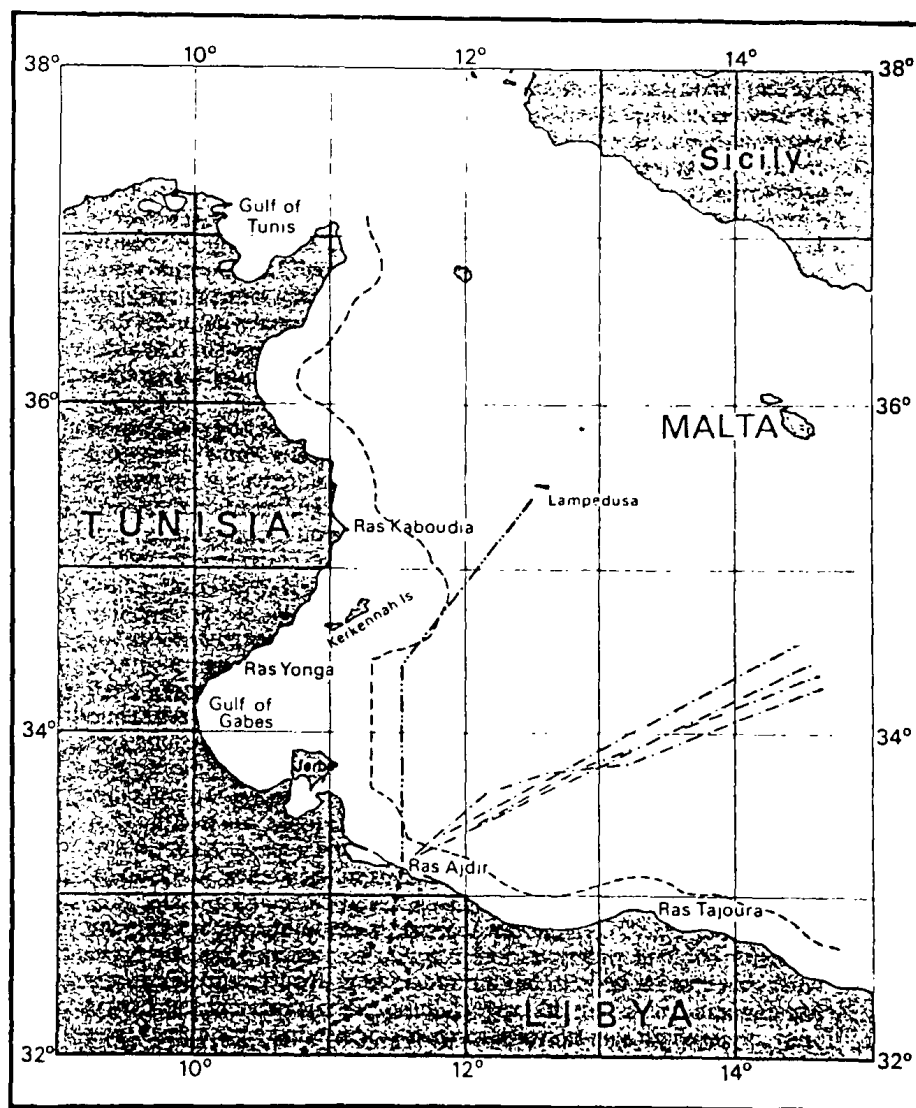 10° 12° 14°
38° 38°
Sicily
Gulf of
Tunis
36° 36°
MALTA
Lampedusa
TUNISIA
Ras Kaboudia
Kerkennah Is
Ras Yonga
Gulf of
Gabes
34° 34°
Jerba
Ras Ajdir
Ras Tajoura
LIBYA
32° 32°
10° 12° 14°